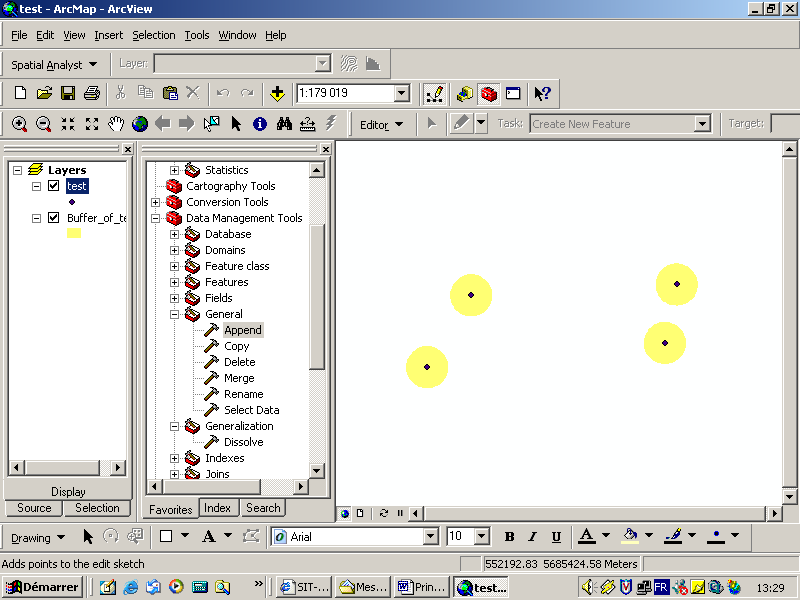 test - ArcMap - ArcView
File Edit View Insert Selection Tools Window Help
Spatial Analyst Layer:
1:179 019
Editor Task: Create New Feature Target:
Layers
test
Buffer_of_te
Display
Source Selection
Statistics
Cartography Tools
Conversion Tools
Data Management Tools
Database
Domains
Feature class
Features
Fields
General
Append
Copy
Delete
Merge
Rename
Select Data
Generalization
Dissolve
Indexes
Joins
Favorites Index Search
Drawing A Arial 10 B I U A
Adds points to the edit sketch
552192.83 5685424.58 Meters
Démarrer SIT-... Mes... Prin... test... FR 13:29